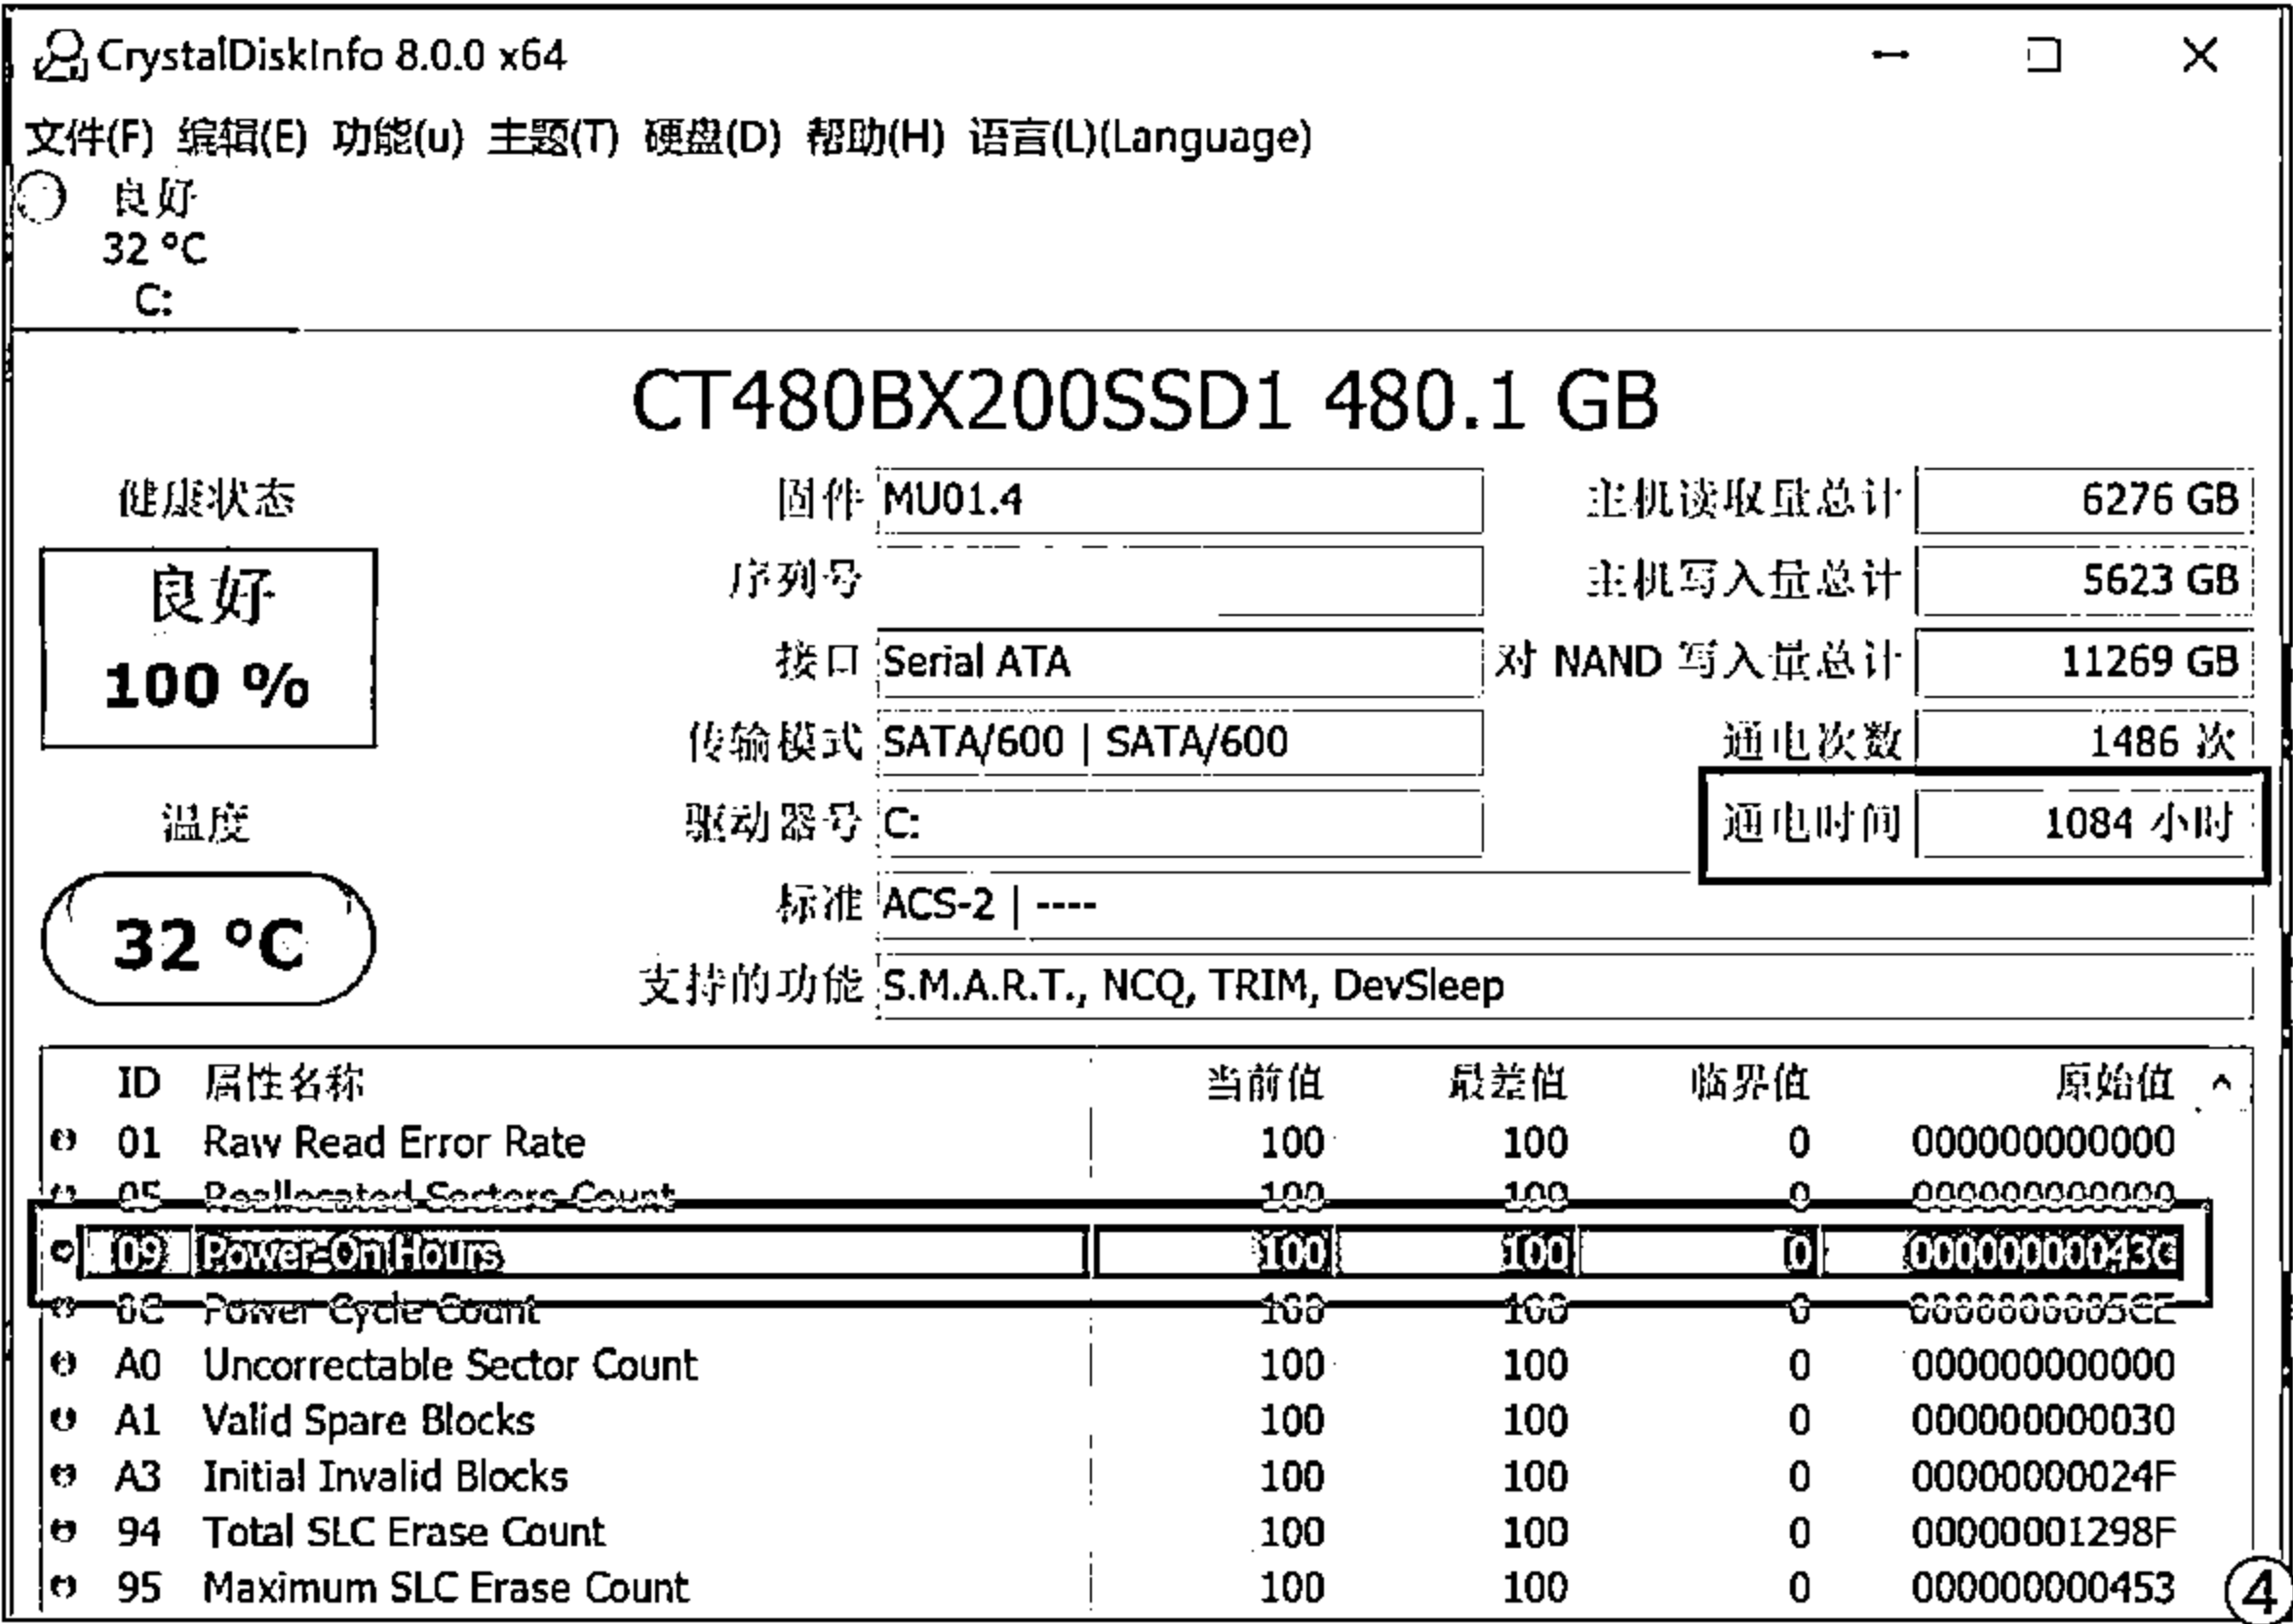 CrystalDiskInfo 8.0.0 x64
文件(F) 编辑(E) 功能(u) 主题(T) 硬盘(D) 帮助(H) 语言(L)(Language)
良好
32 °C
C:
CT480BX200SSD1 480.1 GB
健康状态
良好
100 %
温度
32 °C
固件 MU01.4
序列号
接口 Serial ATA
传输模式 SATA/600 | SATA/600
驱动器号 C:
标准 ACS-2 | ----
支持的功能 S.M.A.R.T., NCQ, TRIM, DevSleep
主机读取量总计 6276 GB
主机写入量总计 5623 GB
对 NAND 写入量总计 11269 GB
通电次数 1486 次
通电时间 1084 小时
ID 属性名称 当前值 最差值 临界值 原始值
01 Raw Read Error Rate 100 100 0 000000000000
05 Reallocated Sectors Count 100 100 0 000000000000
09 Power-On Hours 100 100 0 00000000043C
0C Power Cycle Count 100 100 0 0000000005CE
A0 Uncorrectable Sector Count 100 100 0 000000000000
A1 Valid Spare Blocks 100 100 0 000000000030
A3 Initial Invalid Blocks 100 100 0 00000000024F
94 Total SLC Erase Count 100 100 0 00000001298F
95 Maximum SLC Erase Count 100 100 0 000000000453
④